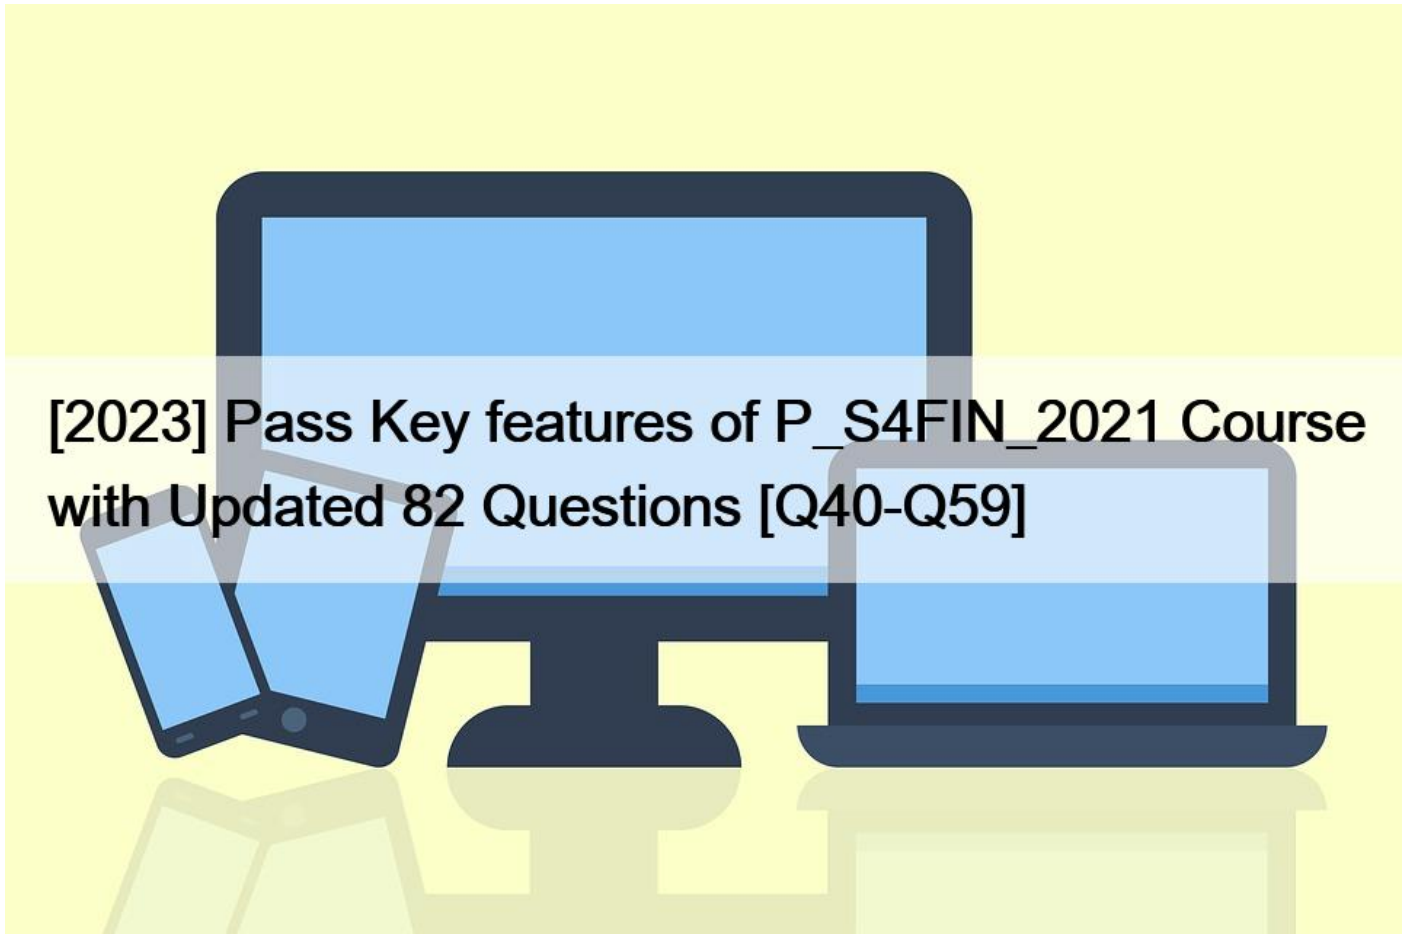 [2023] Pass Key features of P_S4FIN_2021 Course
with Updated 82 Questions [Q40-Q59]